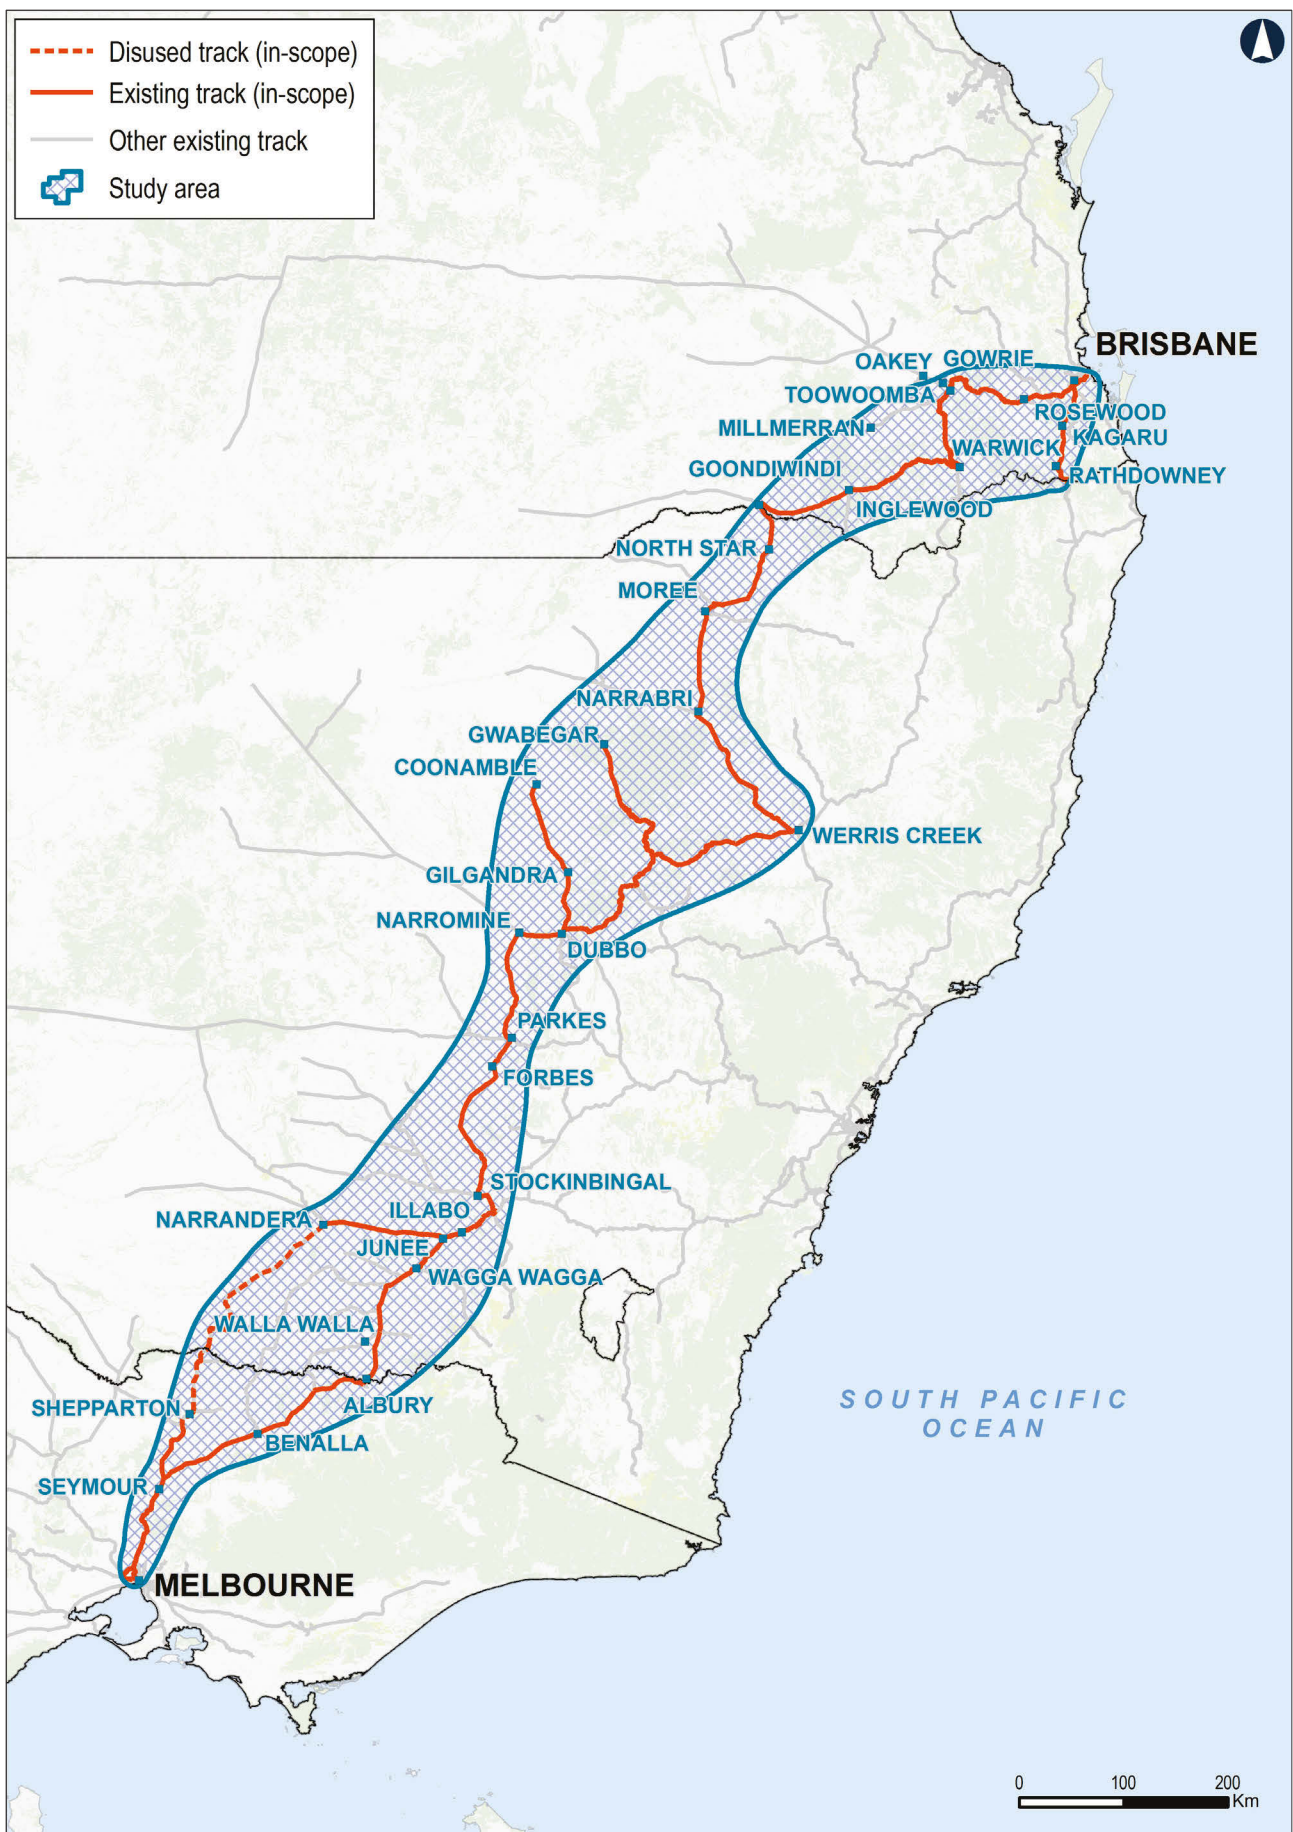 Disused track (in-scope)
Existing track (in-scope)
Other existing track
Study area
BRISBANE
OAKEY
GOWRIE
TOOWOOMBA
ROSEWOOD
MILLMERRAN
KAGARU
WARWICK
GOONDIWINDI
RATHDOWNEY
INGLEWOOD
NORTH STAR
MOREE
NARRABRI
GWABEGAR
COONAMBLE
WERRIS CREEK
GILGANDRA
NARROMINE
DUBBO
PARKES
FORBES
STOCKINBINGAL
ILLABO
NARRANDERA
JUNEE
WAGGA WAGGA
WALLA WALLA
SHEPPARTON
ALBURY
SOUTH PACIFIC
OCEAN
BENALLA
SEYMOUR
MELBOURNE
0 100 200
Km